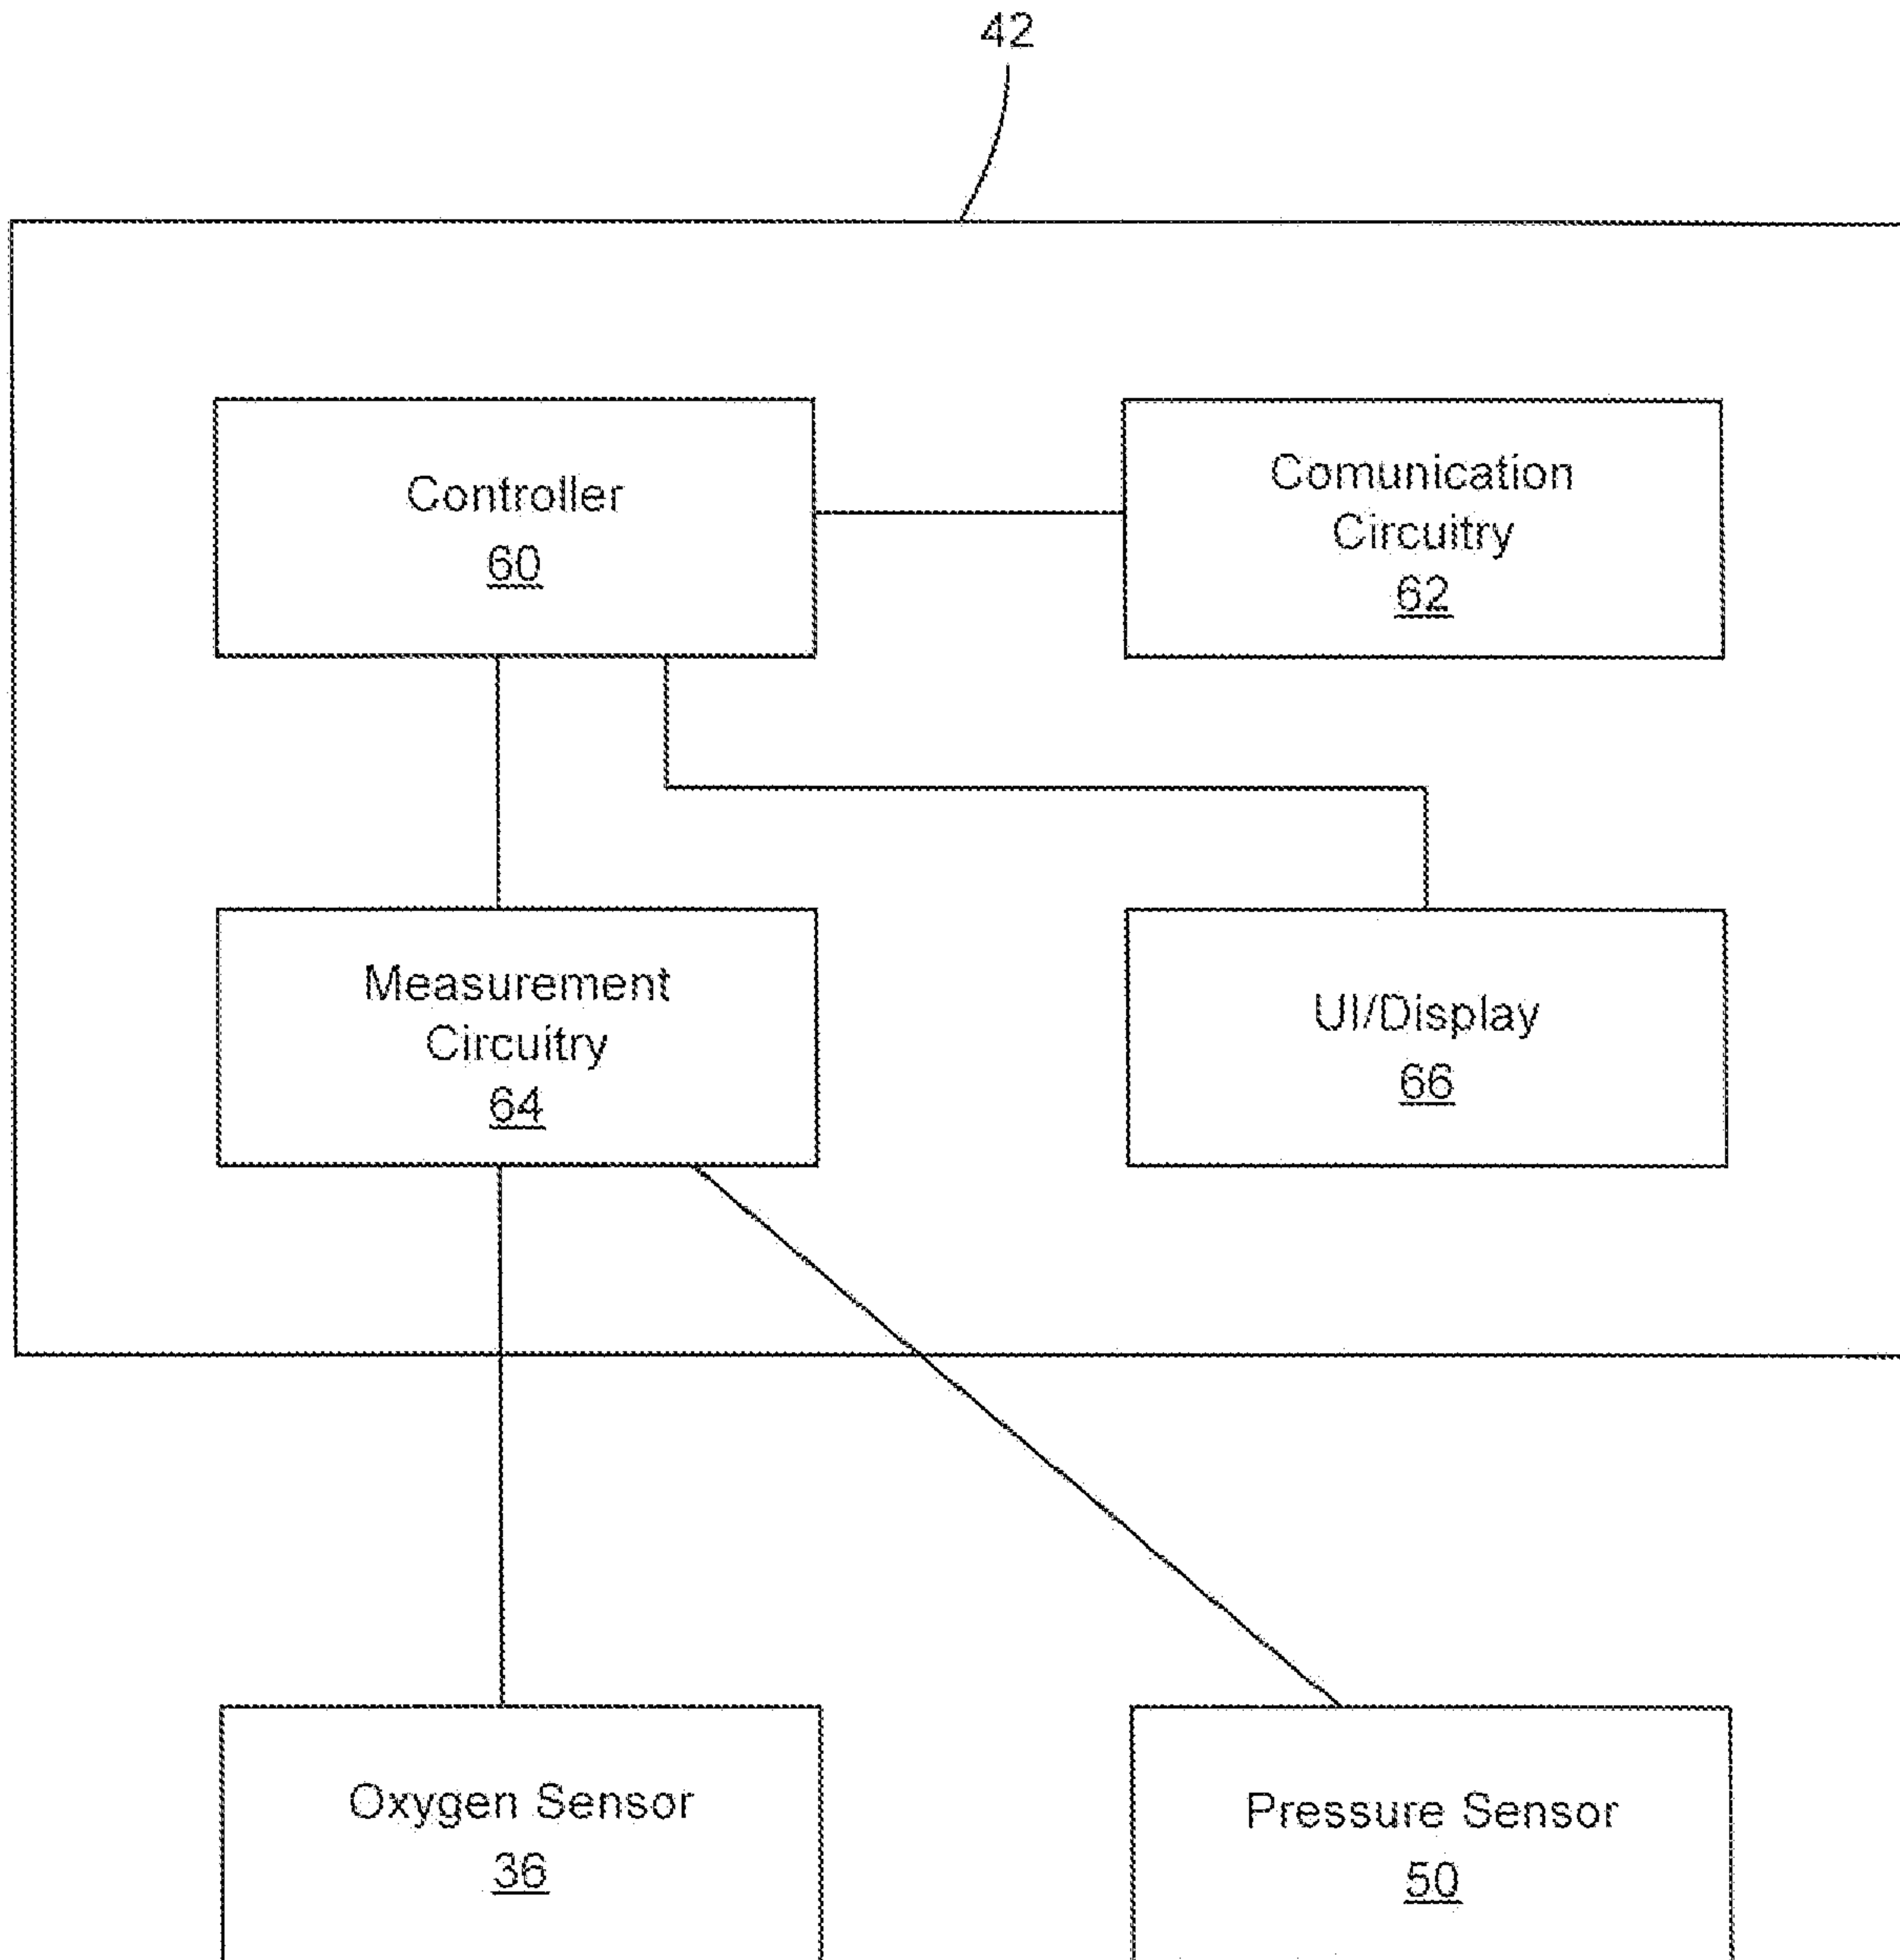 42
Controller
60
Comunication
Circuitry
62
Measurement
Circuitry
64
UI/Display
66
Oxygen Sensor
36
Pressure Sensor
50